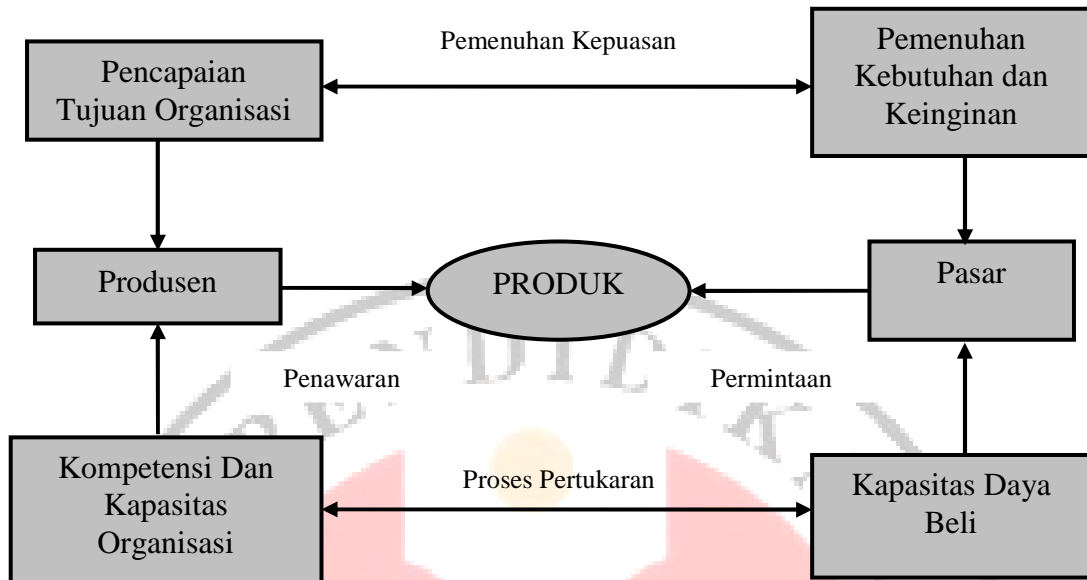 Pemenuhan Kepuasan
Pencapaian
Tujuan Organisasi
Pemenuhan
Kebutuhan dan
Keinginan
Produsen
PRODUK
Pasar
Penawaran
Permintaan
Kompetensi Dan
Kapasitas
Organisasi
Proses Pertukaran
Kapasitas Daya
Beli